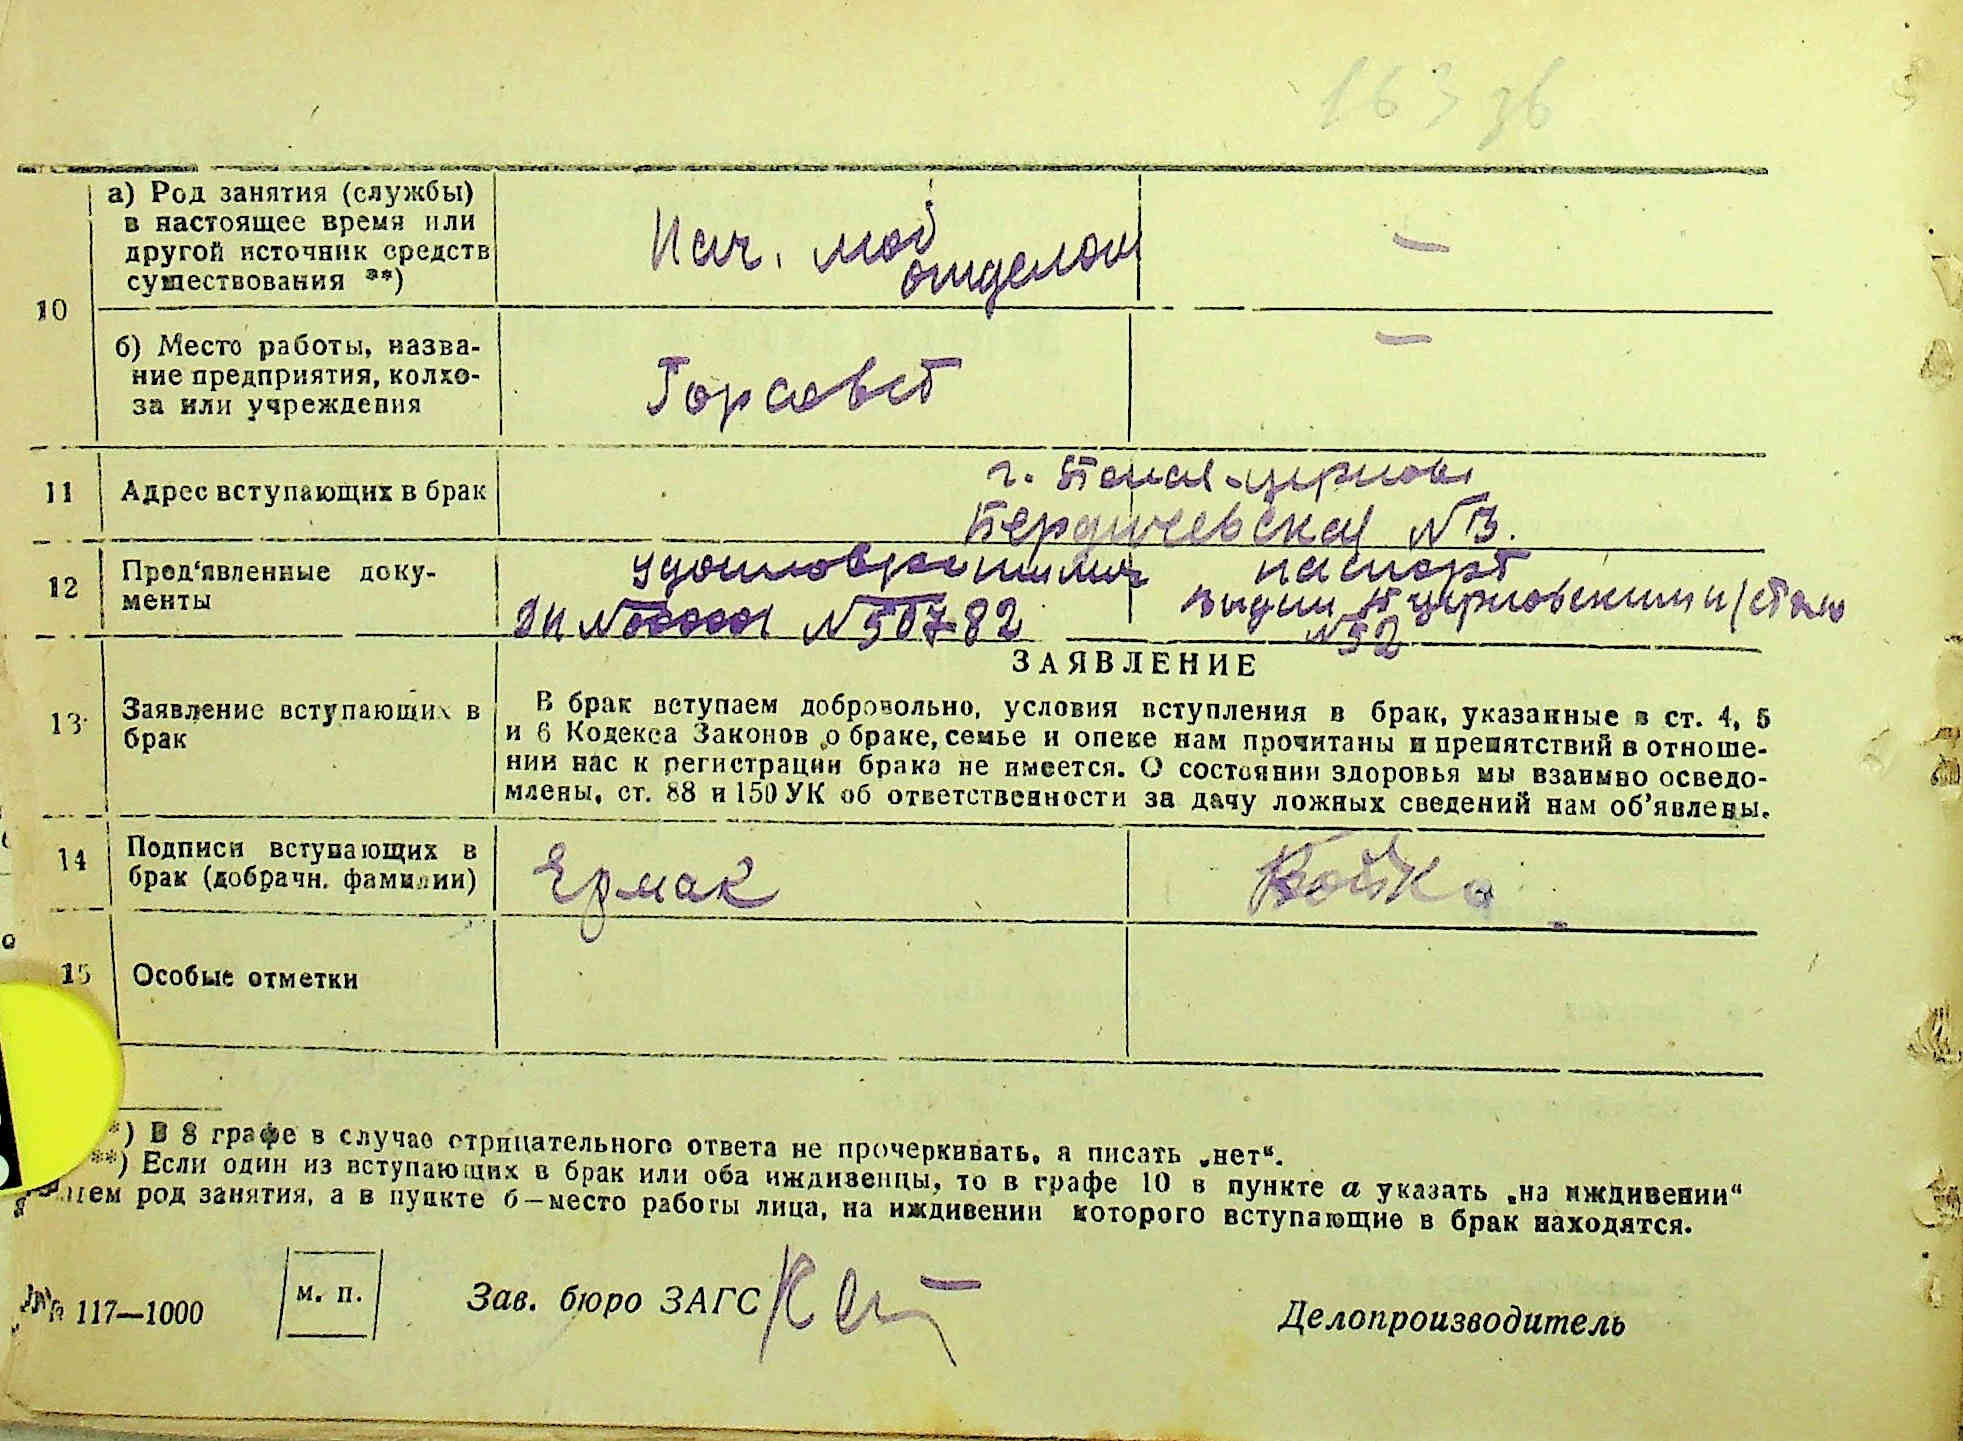 163 зв
10
а) Род занятия (службы)
в настоящее время или
другой источник средств
существования **)
Нач. моб
отделом
—
б) Место работы, назва-
ние предприятия, колхо-
за или учреждения
Горсовет
—
11
Адрес вступающих в брак
г. Белая-церковь
Бердичевская №3.
12
Пред'явленные доку-
менты
№50782
паспорт
№52
13
Заявление вступающих в
брак
ЗАЯВЛЕНИЕ
В брак вступаем добровольно, условия вступления в брак, указанные в ст. 4, 5
и 6 Кодекса Законов о браке, семье и опеке нам прочитаны и препятствий в отноше-
нии нас к регистрации брака не имеется. О состоянии здоровья мы взаимно осведо-
млены, ст. 88 и 150 УК об ответственности за дачу ложных сведений нам об'явлены.
14
Подписи вступающих в
брак (добрачн. фамилии)
Ермак
Бойко
15
Особые отметки
*) В 8 графе в случае отрицательного ответа не прочеркивать, а писать „нет“.
**) Если один из вступающих в брак или оба иждивенцы, то в графе 10 в пункте а указать „на иждивении“
род занятия, а в пункте б—место работы лица, на иждивении которого вступающие в брак находятся.
117—1000
м. п.
Зав. бюро ЗАГС
Делопроизводитель